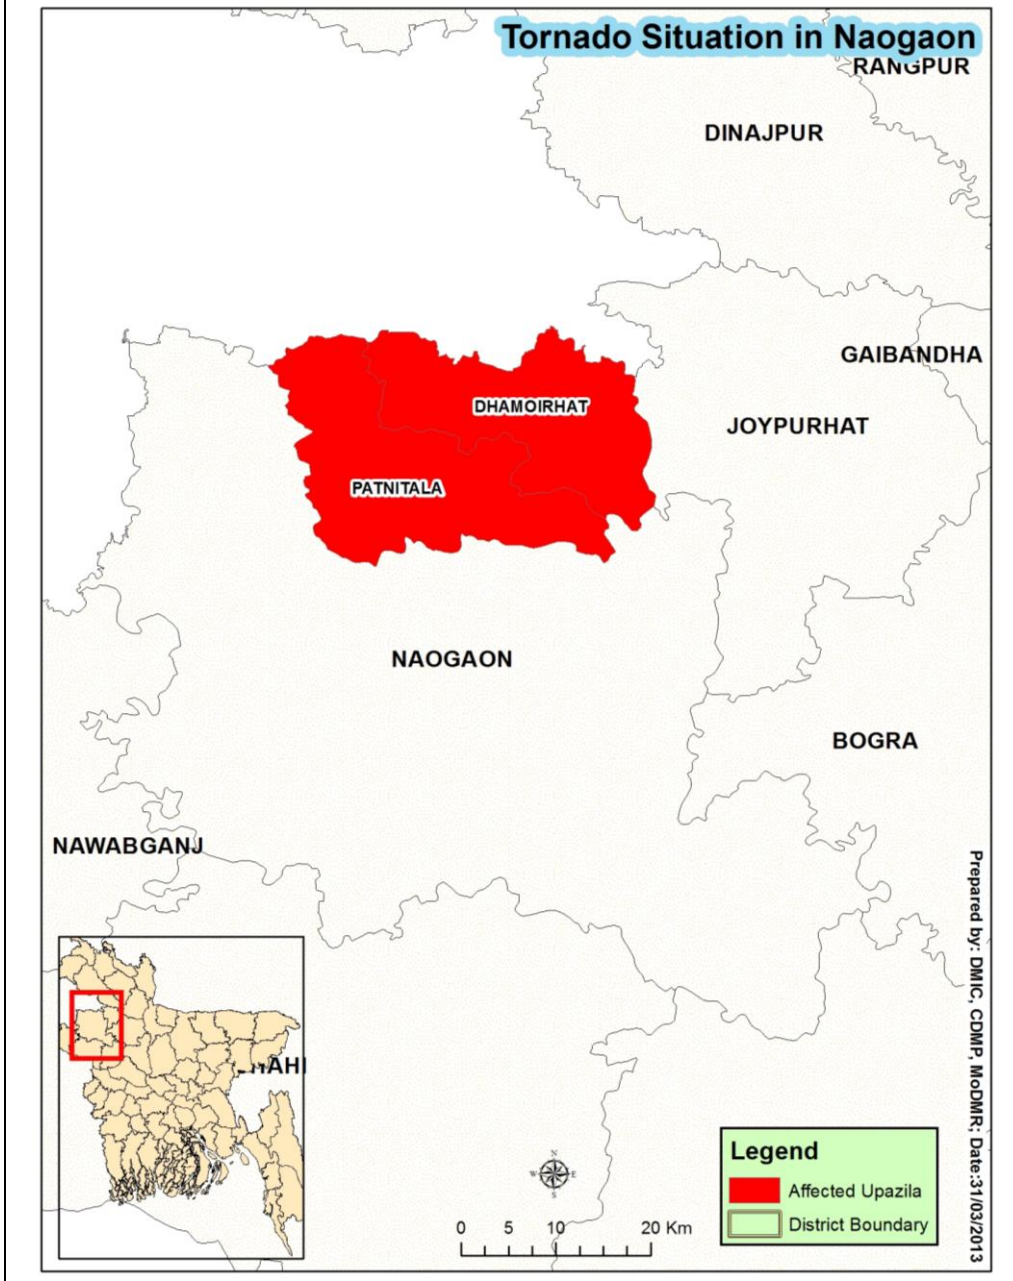 Tornado Situation in Naogaon
RANGPUR
DINAJPUR
GAIBANDHA
JOYPURHAT
DHAMOIRHAT
PATNITALA
NAOGAON
BOGRA
NAWABGANJ
Prepared by: DMIC, CDMP, MoDMR; Date:31/03/2013
HAHI
Legend
Affected Upazila
District Boundary
N
W E
S
0 5 10 20 Km